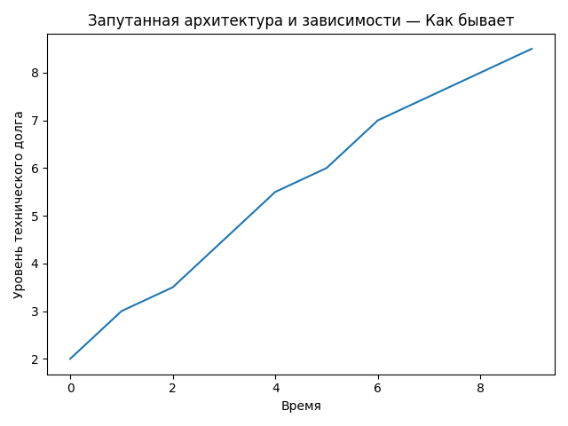 Запутанная архитектура и зависимости — Как бывает
Уровень технического долга
8
7
6
5
4
3
2
0 2 4 6 8
Время